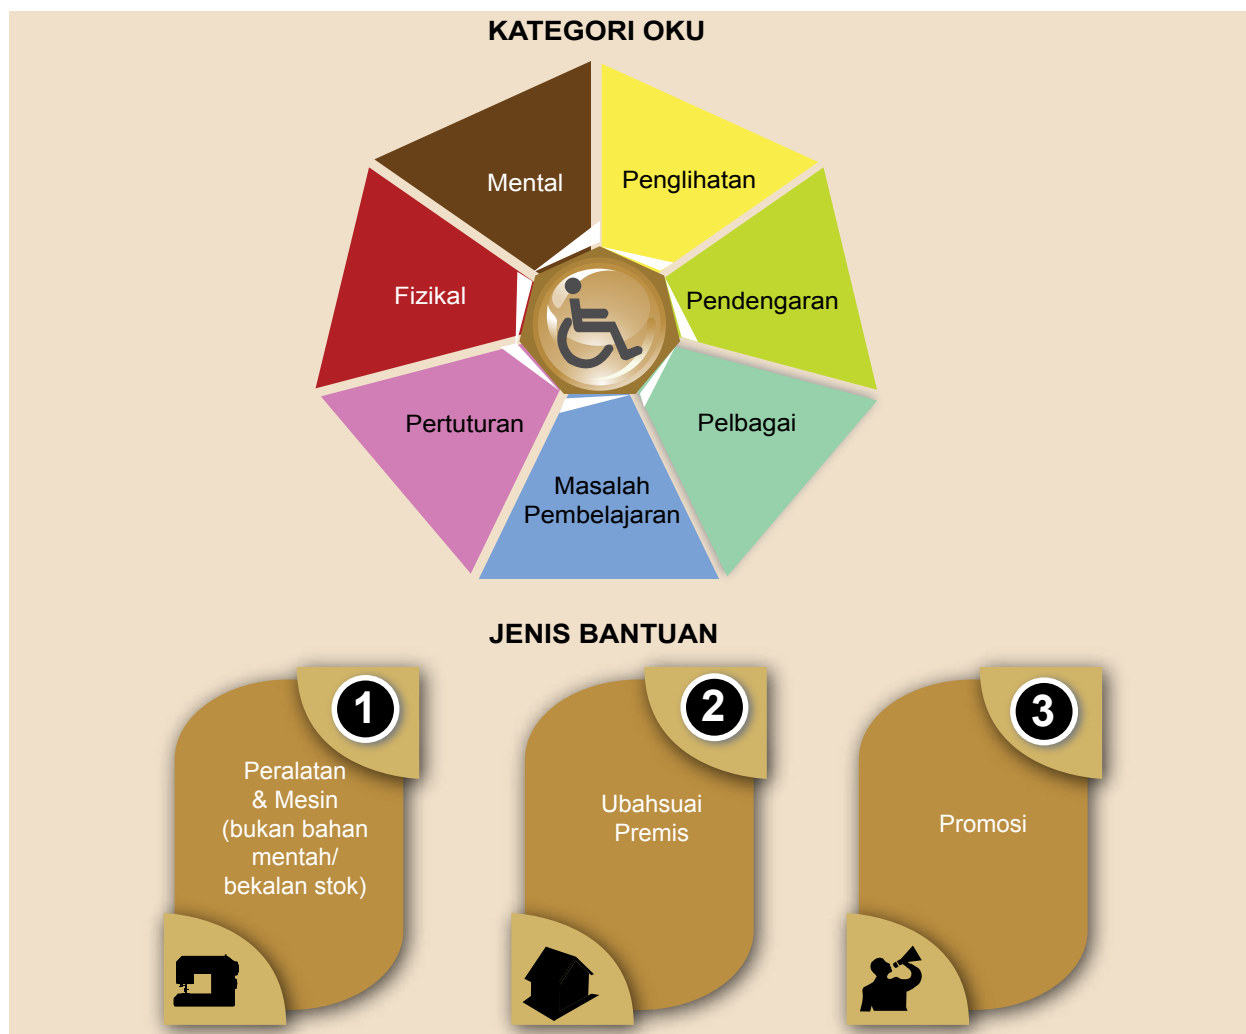 KATEGORI OKU
Mental
Penglihatan
Fizikal
Pendengaran
Pertuturan
Pelbagai
Masalah
Pembelajaran
JENIS BANTUAN
1
Peralatan
& Mesin
(bukan bahan
mentah/
bekalan stok)
2
Ubahsuai
Premis
3
Promosi